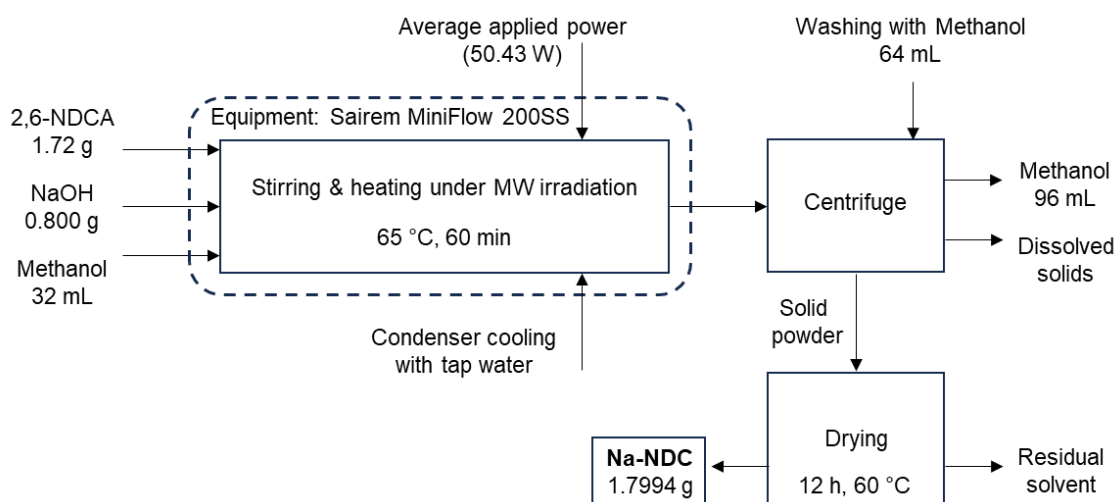 Average applied power
(50.43 W)
Washing with Methanol
64 mL
Equipment: Sairem MiniFlow 200SS
2,6-NDCA
1.72 g
NaOH
0.800 g
Methanol
32 mL
Stirring & heating under MW irradiation
65 °C, 60 min
Centrifuge
Methanol
96 mL
Dissolved
solids
Condenser cooling
with tap water
Solid
powder
Drying
12 h, 60 °C
Na-NDC
1.7994 g
Residual
solvent